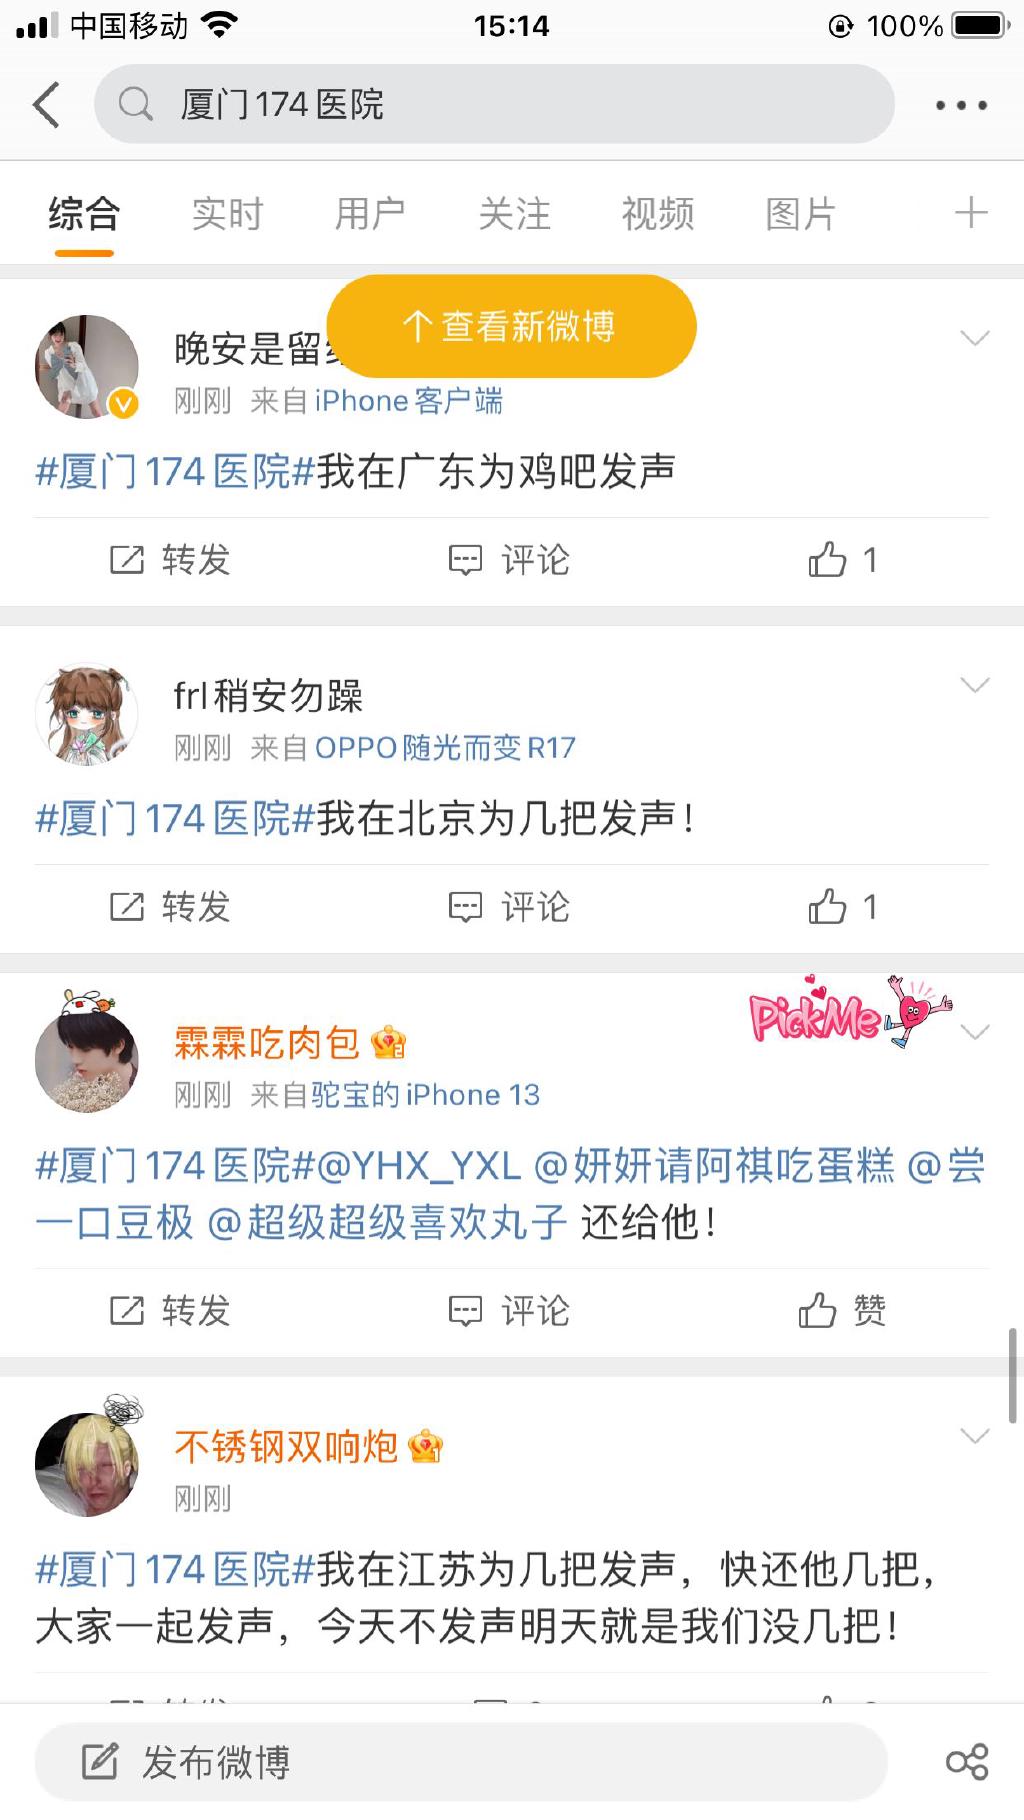 中国移动 15:14 100%
厦门174医院
综合 实时 用户 关注 视频 图片
个查看新微博
晚安是留
刚刚 来自 iPhone客户端
#厦门174医院#我在广东为鸡吧发声
转发 评论 1
frl稍安勿躁
刚刚 来自 OPPO随光而变R17
#厦门174医院#我在北京为几把发声！
转发 评论 1
PickMe
霖霖吃肉包
刚刚 来自 驼宝的iPhone 13
#厦门174医院#@YHX_YXL @妍妍请阿祺吃蛋糕 @尝
一口豆极 @超级超级喜欢丸子 还给他！
转发 评论 赞
不锈钢双响炮
刚刚
#厦门174医院#我在江苏为几把发声，快还他几把，
大家一起发声，今天不发声明天就是我们没几把！
发布微博